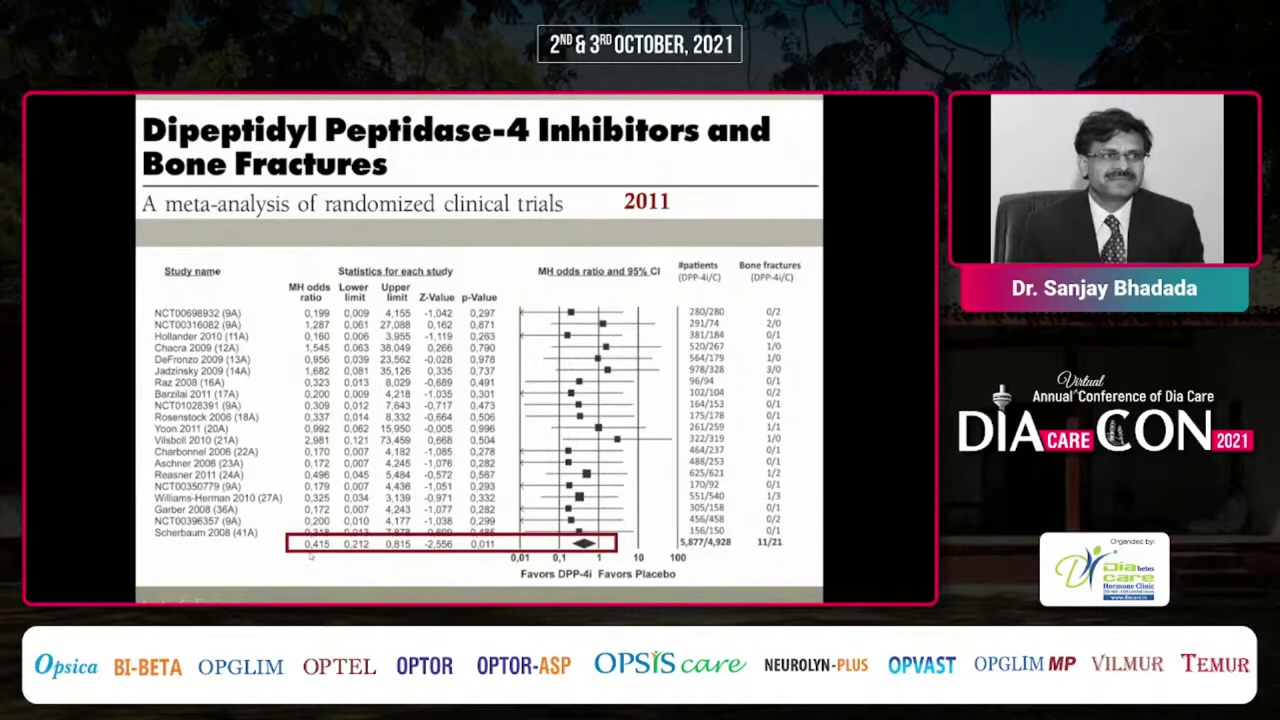 2ND & 3RD OCTOBER, 2021
Dipeptidyl Peptidase-4 Inhibitors and
Bone Fractures
A meta-analysis of randomized clinical trials 2011
Study name Statistics for each study MH odds ratio and 95% CI #patients Bone fractures
(DPP-4i/C) (DPP-4i/C)
MH odds Lower Upper
ratio limit limit Z-Value p-Value
NCT00698932 (9A) 0,199 0,009 4,155 -1,042 0,297 280/280 0/2
NCT00316082 (9A) 1,287 0,061 27,088 0,162 0,871 291/74 2/0
Hollander 2010 (11A) 0,160 0,006 3,955 -1,119 0,263 381/184 0/1
Chacra 2009 (12A) 1,545 0,063 38,049 0,266 0,790 520/267 1/0
DeFronzo 2009 (13A) 0,956 0,039 23,562 -0,028 0,978 564/179 1/0
Jadzinsky 2009 (14A) 1,682 0,081 35,126 0,335 0,737 978/328 3/0
Raz 2008 (16A) 0,323 0,013 8,029 -0,689 0,491 96/94 0/1
Barzilai 2011 (17A) 0,200 0,009 4,218 -1,035 0,301 102/104 0/2
NCT01028391 (9A) 0,309 0,012 7,643 -0,717 0,473 164/153 0/1
Rosenstock 2006 (18A) 0,337 0,014 8,332 -0,664 0,506 175/178 0/1
Yoon 2011 (20A) 0,992 0,062 15,950 -0,005 0,996 261/259 1/1
Vilsboll 2010 (21A) 2,981 0,121 73,459 0,668 0,504 322/319 1/0
Charbonnel 2006 (22A) 0,170 0,007 4,182 -1,085 0,278 464/237 0/1
Aschner 2006 (23A) 0,172 0,007 4,245 -1,076 0,282 488/253 0/1
Reasner 2011 (24A) 0,496 0,045 5,484 -0,572 0,567 625/621 1/2
NCT00350779 (9A) 0,179 0,007 4,436 -1,051 0,293 170/92 0/1
Williams-Herman 2010 (27A) 0,325 0,034 3,139 -0,971 0,332 551/540 1/3
Garber 2008 (36A) 0,172 0,007 4,243 -1,077 0,282 305/158 0/1
NCT00396357 (9A) 0,200 0,010 4,177 -1,038 0,299 456/458 0/2
Scherbaum 2008 (41A) 156/150 0/1
0,415 0,212 0,815 -2,556 0,011 5,877/4,928 11/21
0,01 0,1 1 10 100
Favors DPP-4i Favors Placebo
Dr. Sanjay Bhadada
Virtual
Annual Conference of Dia Care
DIA CARE CON 2021
Organized by:
Diabetes
care
Hormone Clinic
www.diacare.in
Opsica BI-BETA OPGLIM OPTEL OPTOR OPTOR-ASP OPSIS care NEUROLYN-PLUS OPVAST OPGLIM MP VILMUR TEMUR